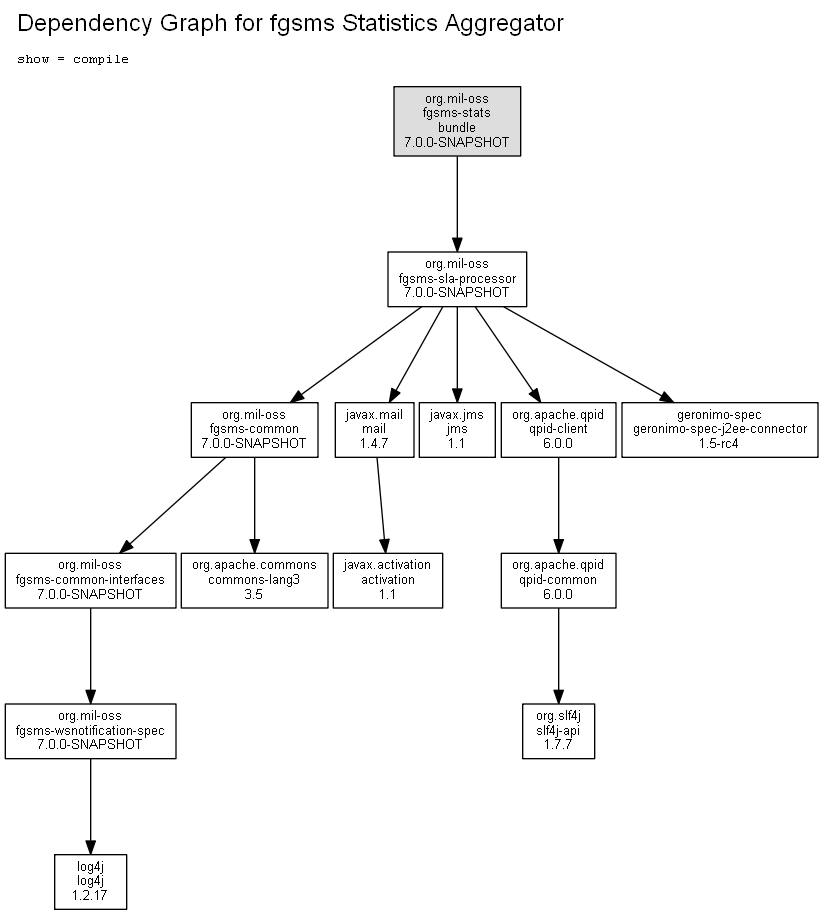 Dependency Graph for fgsms Statistics Aggregator
show = compile
org.mil-oss
fgsms-stats
bundle
7.0.0-SNAPSHOT
org.mil-oss
fgsms-sla-processor
7.0.0-SNAPSHOT
org.mil-oss
fgsms-common
7.0.0-SNAPSHOT
javax.mail
mail
1.4.7
javax.jms
jms
1.1
org.apache.qpid
qpid-client
6.0.0
geronimo-spec
geronimo-spec-j2ee-connector
1.5-rc4
org.mil-oss
fgsms-common-interfaces
7.0.0-SNAPSHOT
org.apache.commons
commons-lang3
3.5
javax.activation
activation
1.1
org.apache.qpid
qpid-common
6.0.0
org.mil-oss
fgsms-wsnotification-spec
7.0.0-SNAPSHOT
org.slf4j
slf4j-api
1.7.7
log4j
log4j
1.2.17